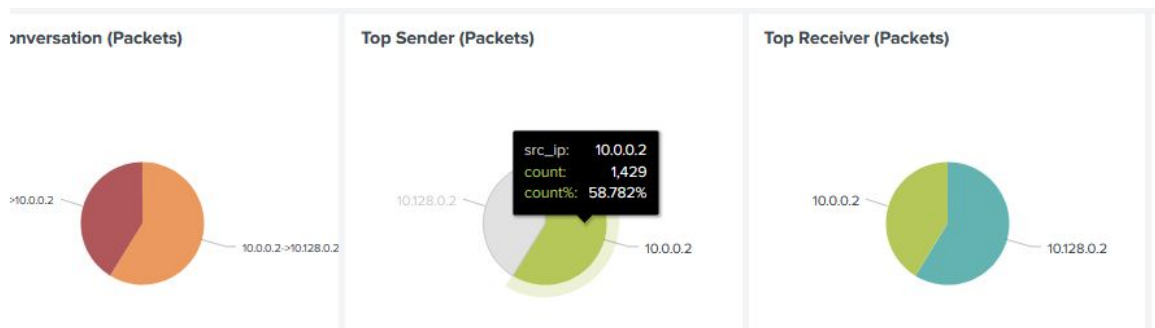 onversation (Packets)
>10.0.0.2
10.0.0.2->10.128.0.2
Top Sender (Packets)
src_ip: 10.0.0.2
count: 1,429
count%: 58.782%
10.128.0.2
10.0.0.2
Top Receiver (Packets)
10.0.0.2
10.128.0.2